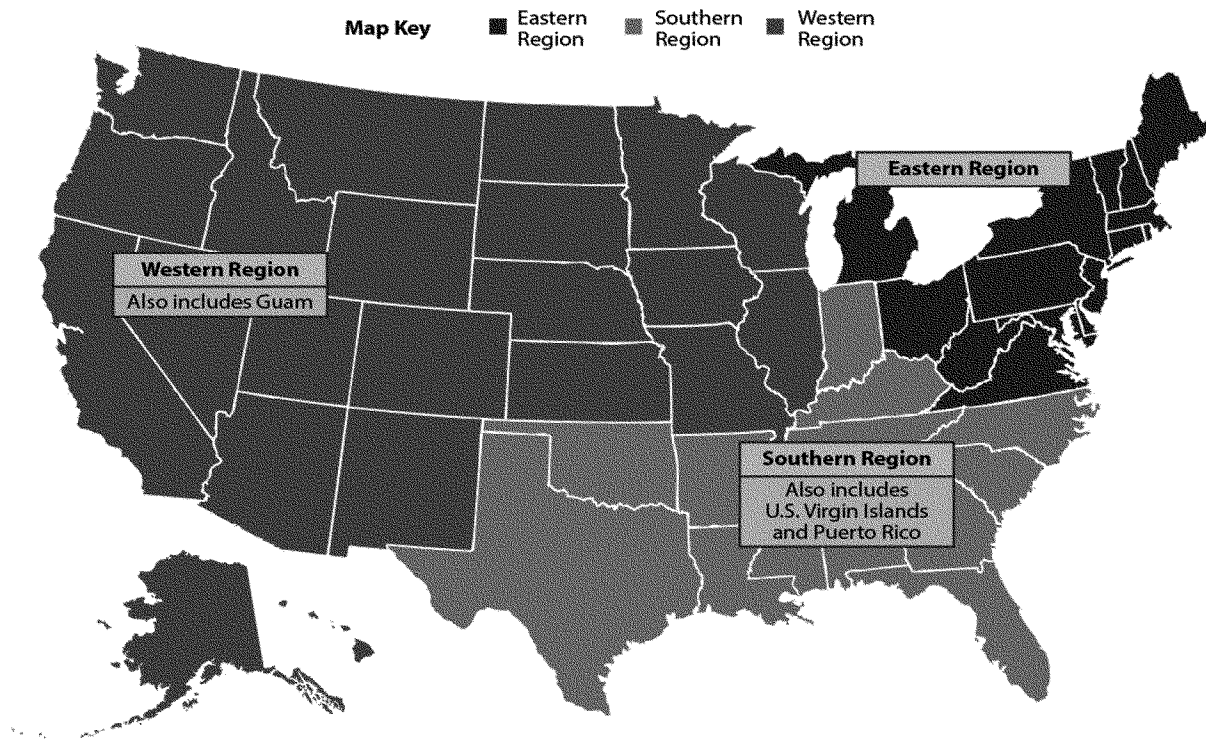 Map Key
Eastern
Region
Southern
Region
Western
Region
Eastern Region
Western Region
Also includes Guam
Southern Region
Also includes
U.S. Virgin Islands
and Puerto Rico